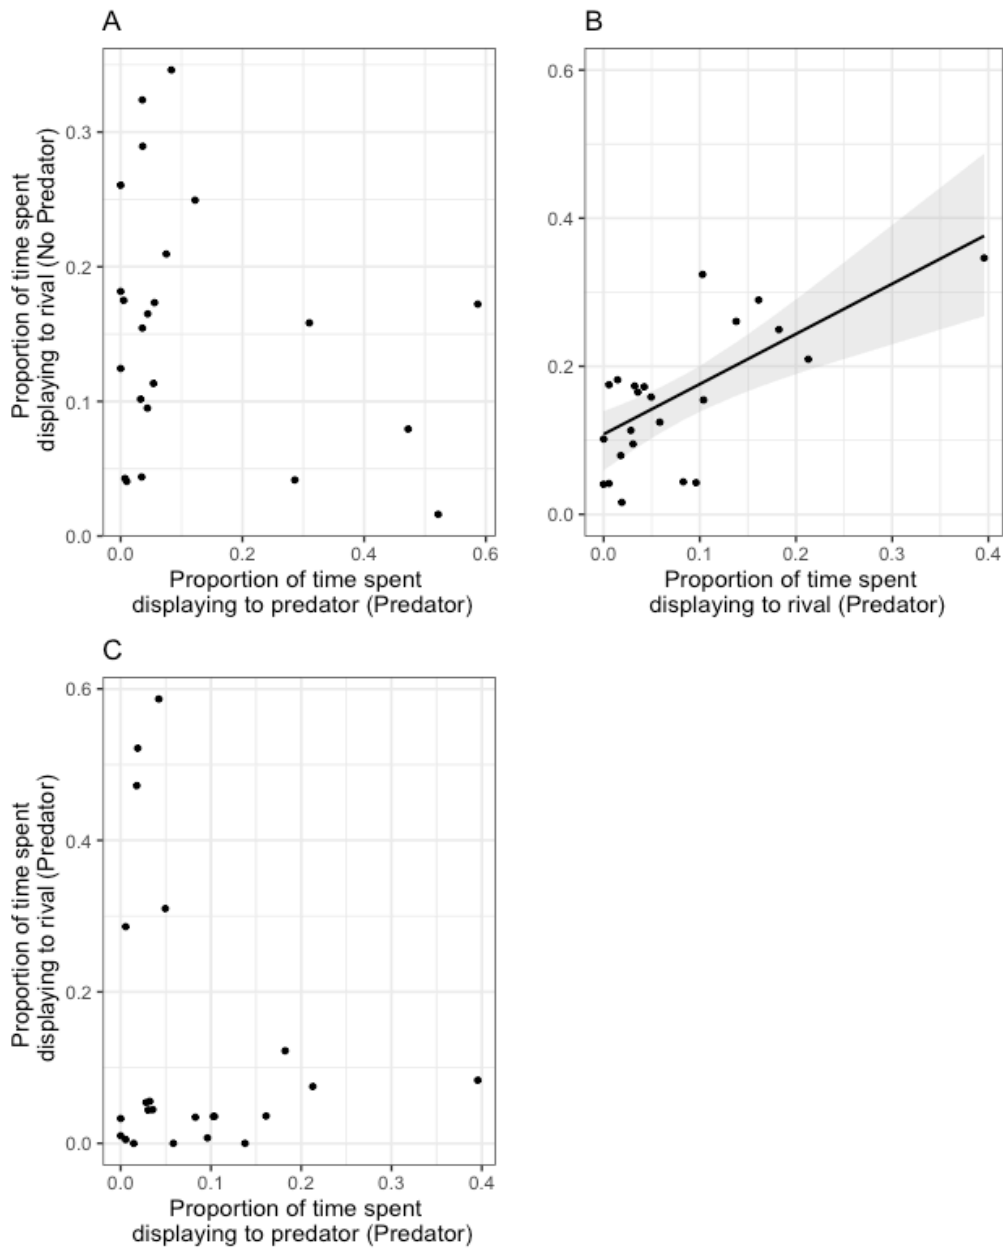 A
Proportion of time spent
displaying to rival (No Predator)
0.3
0.2
0.1
0.0
0.0 0.2 0.4 0.6
Proportion of time spent
displaying to predator (Predator)
B
0.6
0.4
0.2
0.0
0.0 0.1 0.2 0.3 0.4
Proportion of time spent
displaying to rival (Predator)
C
Proportion of time spent
displaying to rival (Predator)
0.6
0.4
0.2
0.0
0.0 0.1 0.2 0.3 0.4
Proportion of time spent
displaying to predator (Predator)